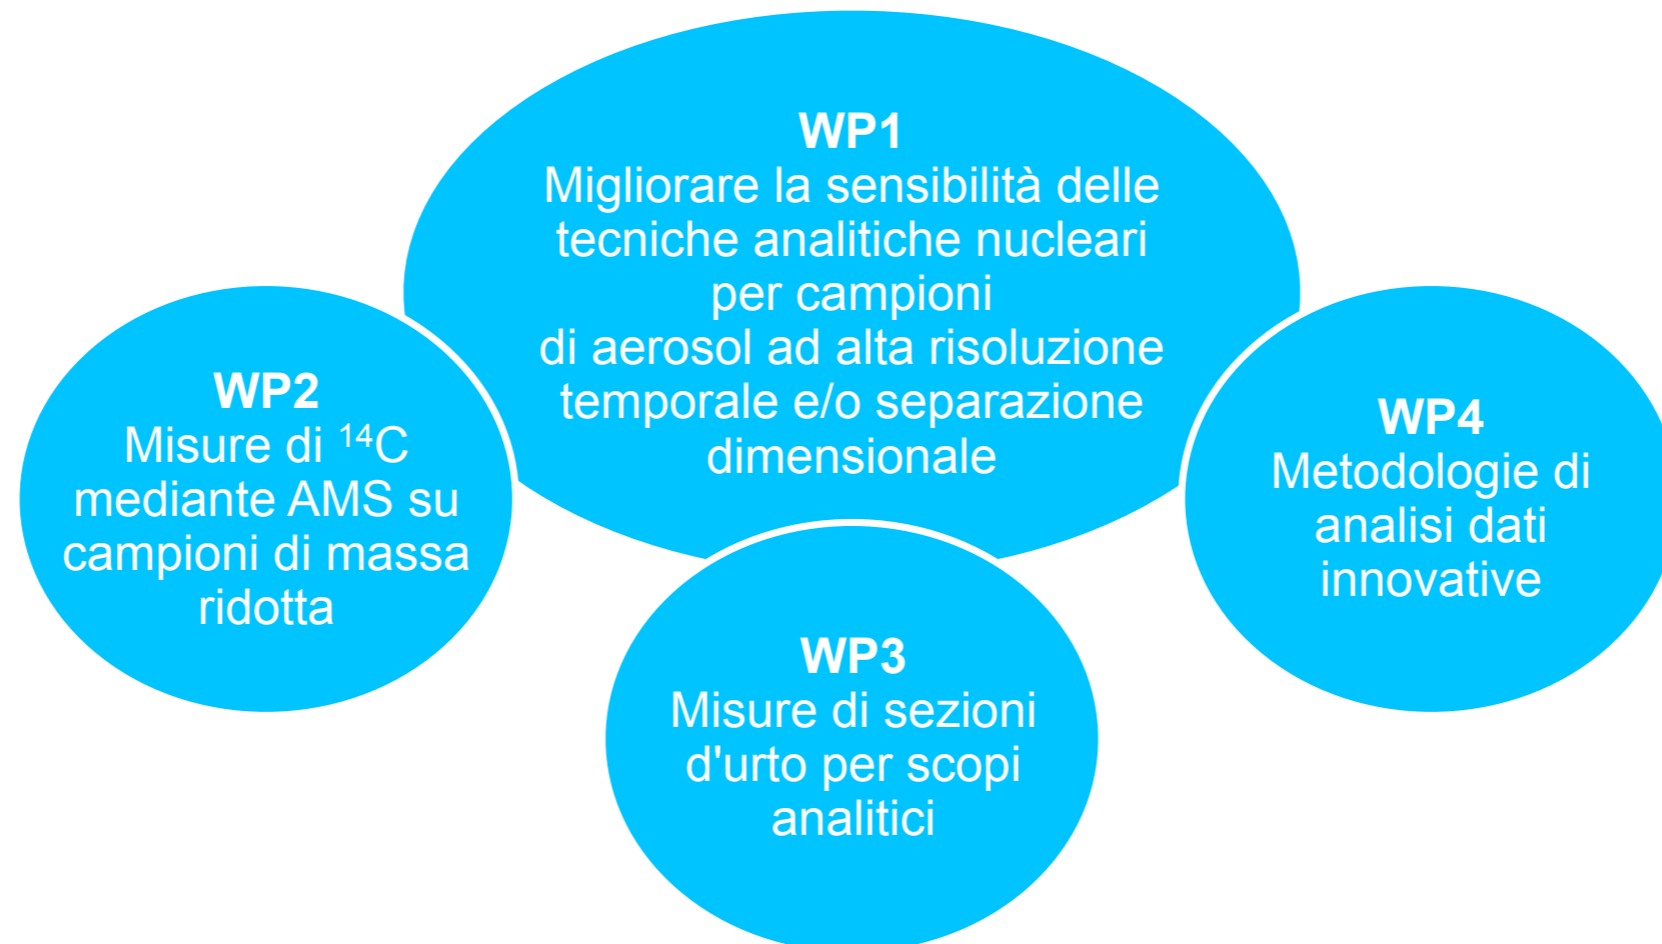 WP1
Migliorare la sensibilità delle
tecniche analitiche nucleari
per campioni
di aerosol ad alta risoluzione
temporale e/o separazione
dimensionale
WP2
Misure di ¹⁴C
mediante AMS su
campioni di massa
ridotta
WP3
Misure di sezioni
d'urto per scopi
analitici
WP4
Metodologie di
analisi dati
innovative